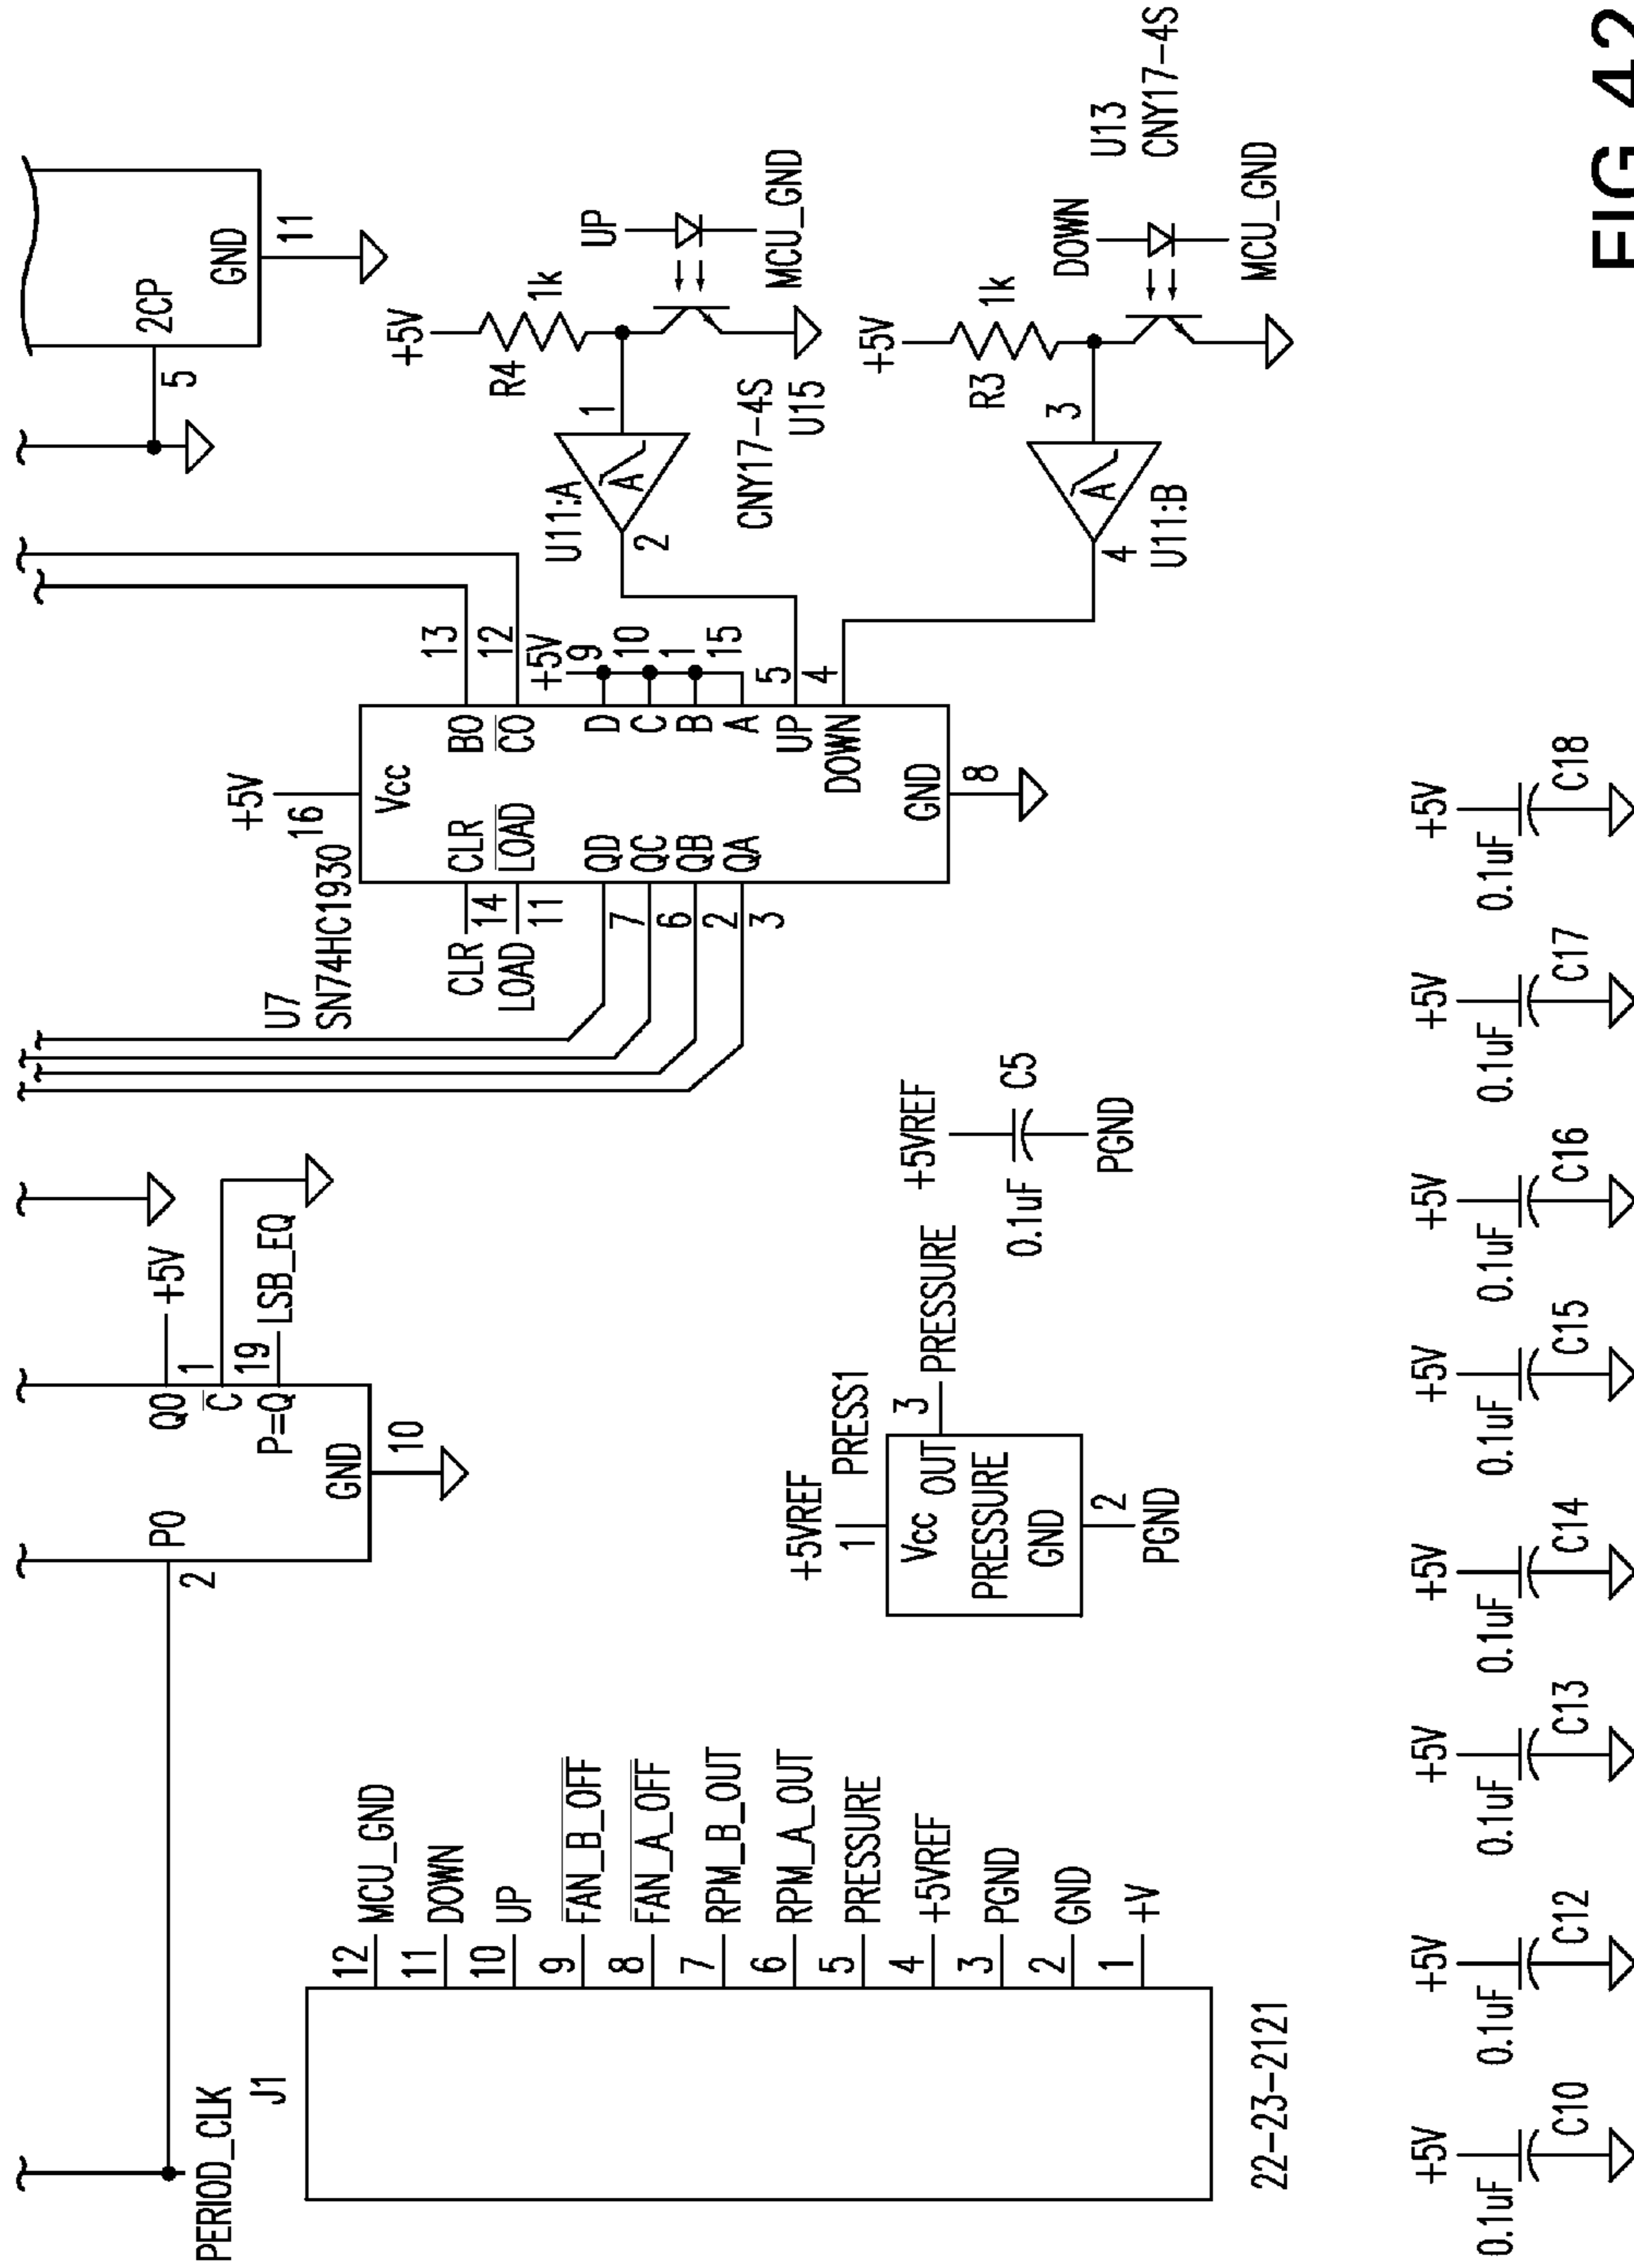 PERIOD_CLK
P0
2
Q0
+5V
1
C
19
P=Q
LSB_EQ
GND
10
2CP
5
GND
11
J1
12 MCU_GND
11 DOWN
10 UP
9 FAN_B_OFF
8 FAN_A_OFF
7 RPM_B_OUT
6 RPM_A_OUT
5 PRESSURE
4 +5VREF
3 PGND
2 GND
1 +V
22-23-2121
+5VREF
1
PRESS1
Vcc
OUT
3
PRESSURE
PRESSURE
GND
2
PGND
+5VREF
0.1uF
C5
PGND
U7
SN74HC1930
+5V
16
Vcc
CLR
14
CLR
LOAD
11
LOAD
QD
7
QC
6
QB
2
QA
3
BO
13
CO
12
+5V
D
9
C
10
B
1
A
15
UP
5
DOWN
4
GND
8
U11:A
A
1
2
+5V
R4
1k
UP
MCU_GND
CNY17-4S
U15
+5V
R3
1k
3
A
4
U11:B
DOWN
U13
CNY17-4S
MCU_GND
+5V
0.1uF
C10
+5V
0.1uF
C12
+5V
0.1uF
C13
+5V
0.1uF
C14
+5V
0.1uF
C15
+5V
0.1uF
C16
+5V
0.1uF
C17
+5V
0.1uF
C18
FIG. 42